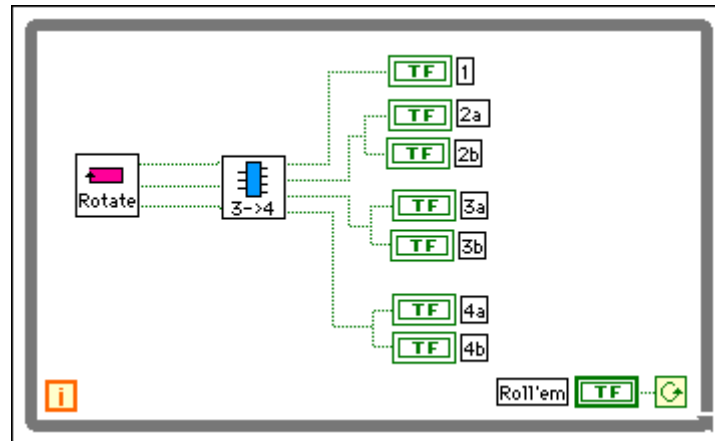 TF 1
TF 2a
TF 2b
Rotate
3->4
TF 3a
TF 3b
TF 4a
TF 4b
i
Roll'em TF